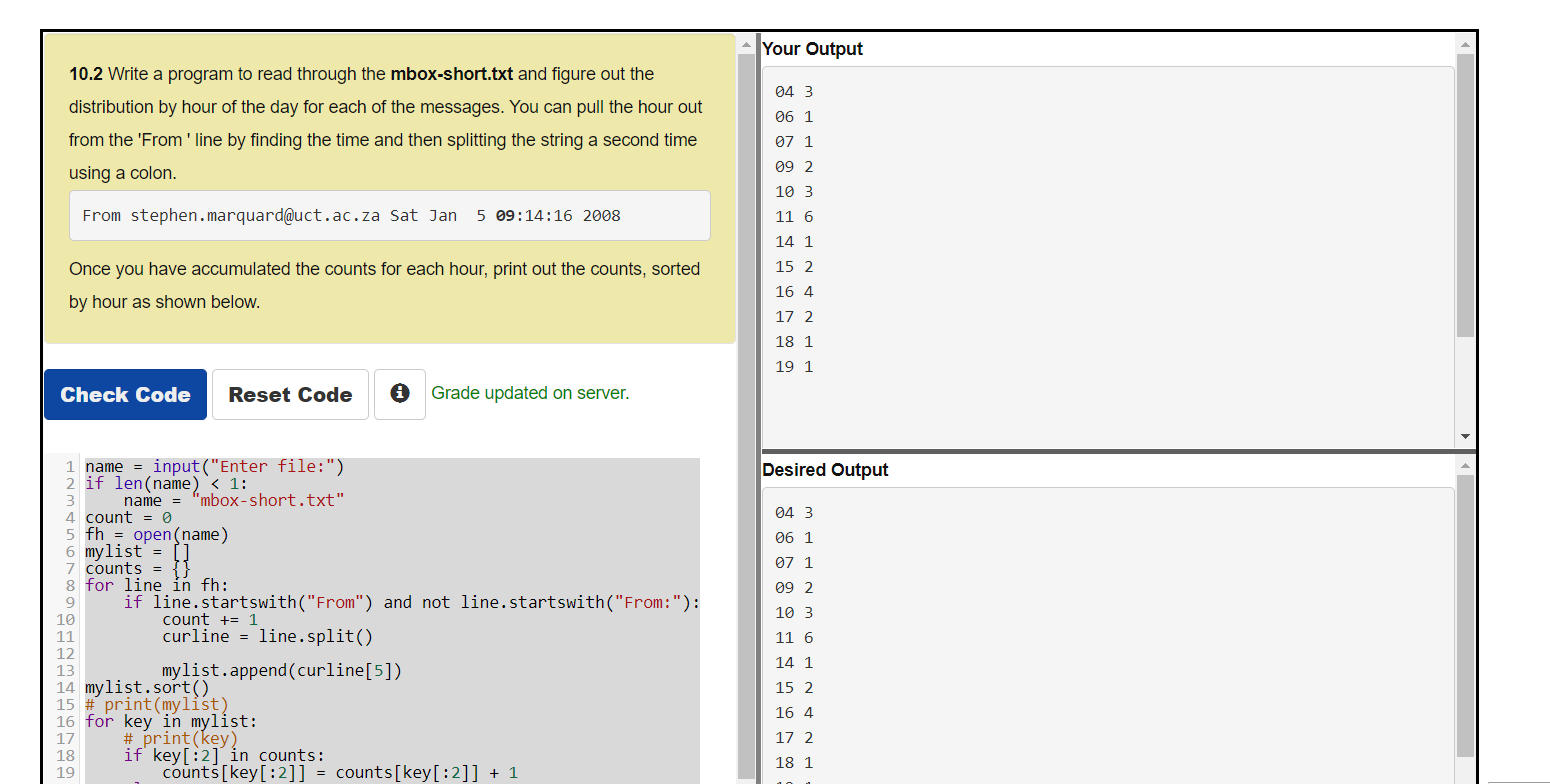 10.2 Write a program to read through the mbox-short.txt and figure out the
distribution by hour of the day for each of the messages. You can pull the hour out
from the 'From ' line by finding the time and then splitting the string a second time
using a colon.
From stephen.marquard@uct.ac.za Sat Jan  5 09:14:16 2008
Once you have accumulated the counts for each hour, print out the counts, sorted
by hour as shown below.
Check Code
Reset Code
Grade updated on server.
1 name = input("Enter file:")
2 if len(name) < 1:
3     name = "mbox-short.txt"
4 count = 0
5 fh = open(name)
6 mylist = []
7 counts = {}
8 for line in fh:
9     if line.startswith("From") and not line.startswith("From:"):
10         count += 1
11         curline = line.split()
12
13         mylist.append(curline[5])
14 mylist.sort()
15 # print(mylist)
16 for key in mylist:
17     # print(key)
18     if key[:2] in counts:
19         counts[key[:2]] = counts[key[:2]] + 1
Your Output
04 3
06 1
07 1
09 2
10 3
11 6
14 1
15 2
16 4
17 2
18 1
19 1
Desired Output
04 3
06 1
07 1
09 2
10 3
11 6
14 1
15 2
16 4
17 2
18 1